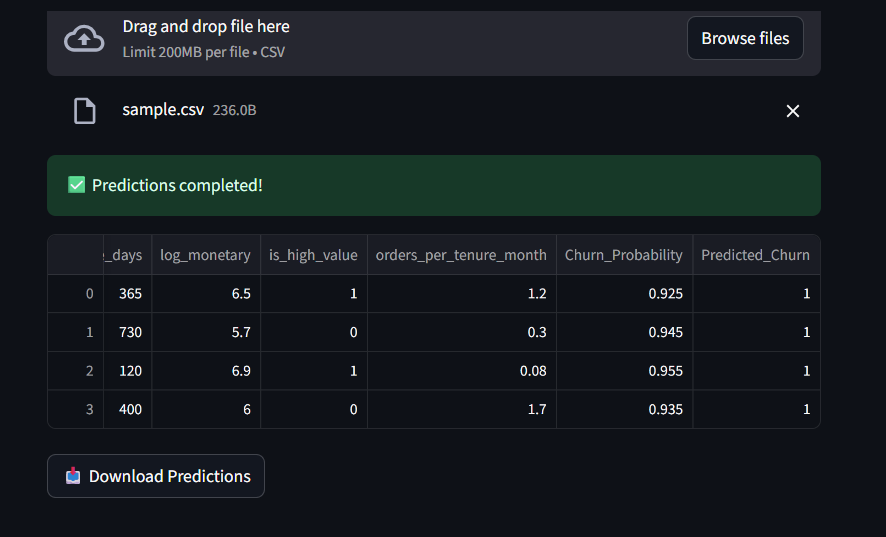 Drag and drop file here
Limit 200MB per file • CSV
Browse files
sample.csv 236.0B
✅ Predictions completed!
_days log_monetary is_high_value orders_per_tenure_month Churn_Probability Predicted_Churn
0 365 6.5 1 1.2 0.925 1
1 730 5.7 0 0.3 0.945 1
2 120 6.9 1 0.08 0.955 1
3 400 6 0 1.7 0.935 1
📥 Download Predictions